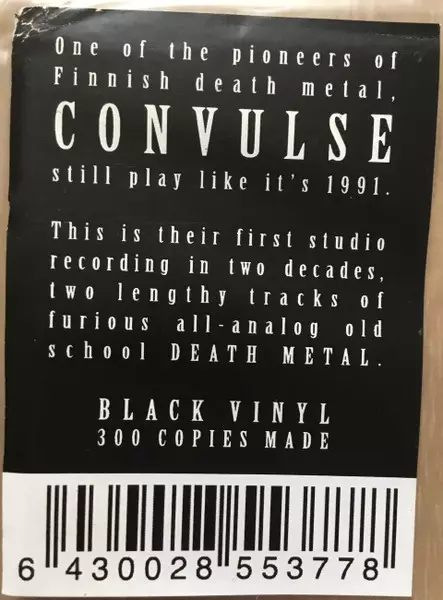 One of the pioneers of
Finnish death metal,
CONVULSE
still play like it's 1991.
This is their first studio
recording in two decades,
two lengthy tracks of
furious all-analog old
school DEATH METAL.
BLACK VINYL
300 COPIES MADE
6 430028 553778